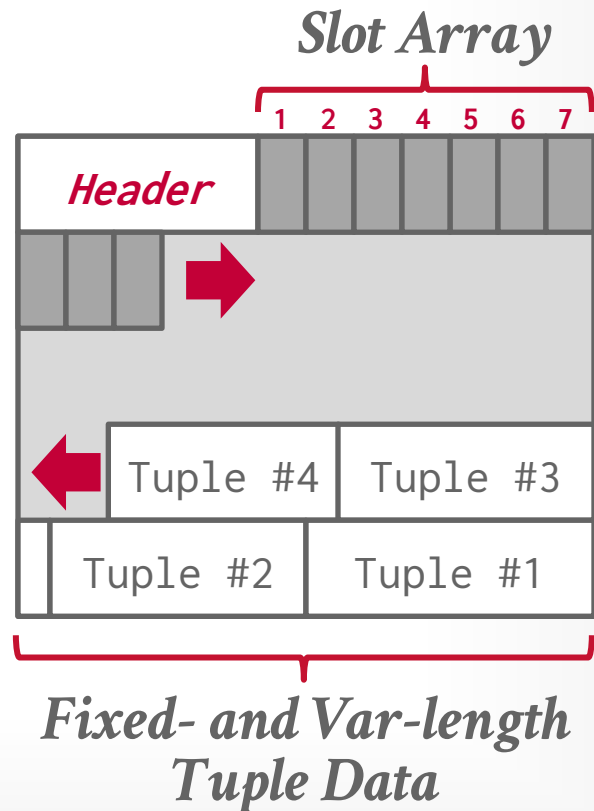 Slot Array
1 2 3 4 5 6 7
Header
Tuple #4 Tuple #3
Tuple #2 Tuple #1
Fixed- and Var-length
Tuple Data